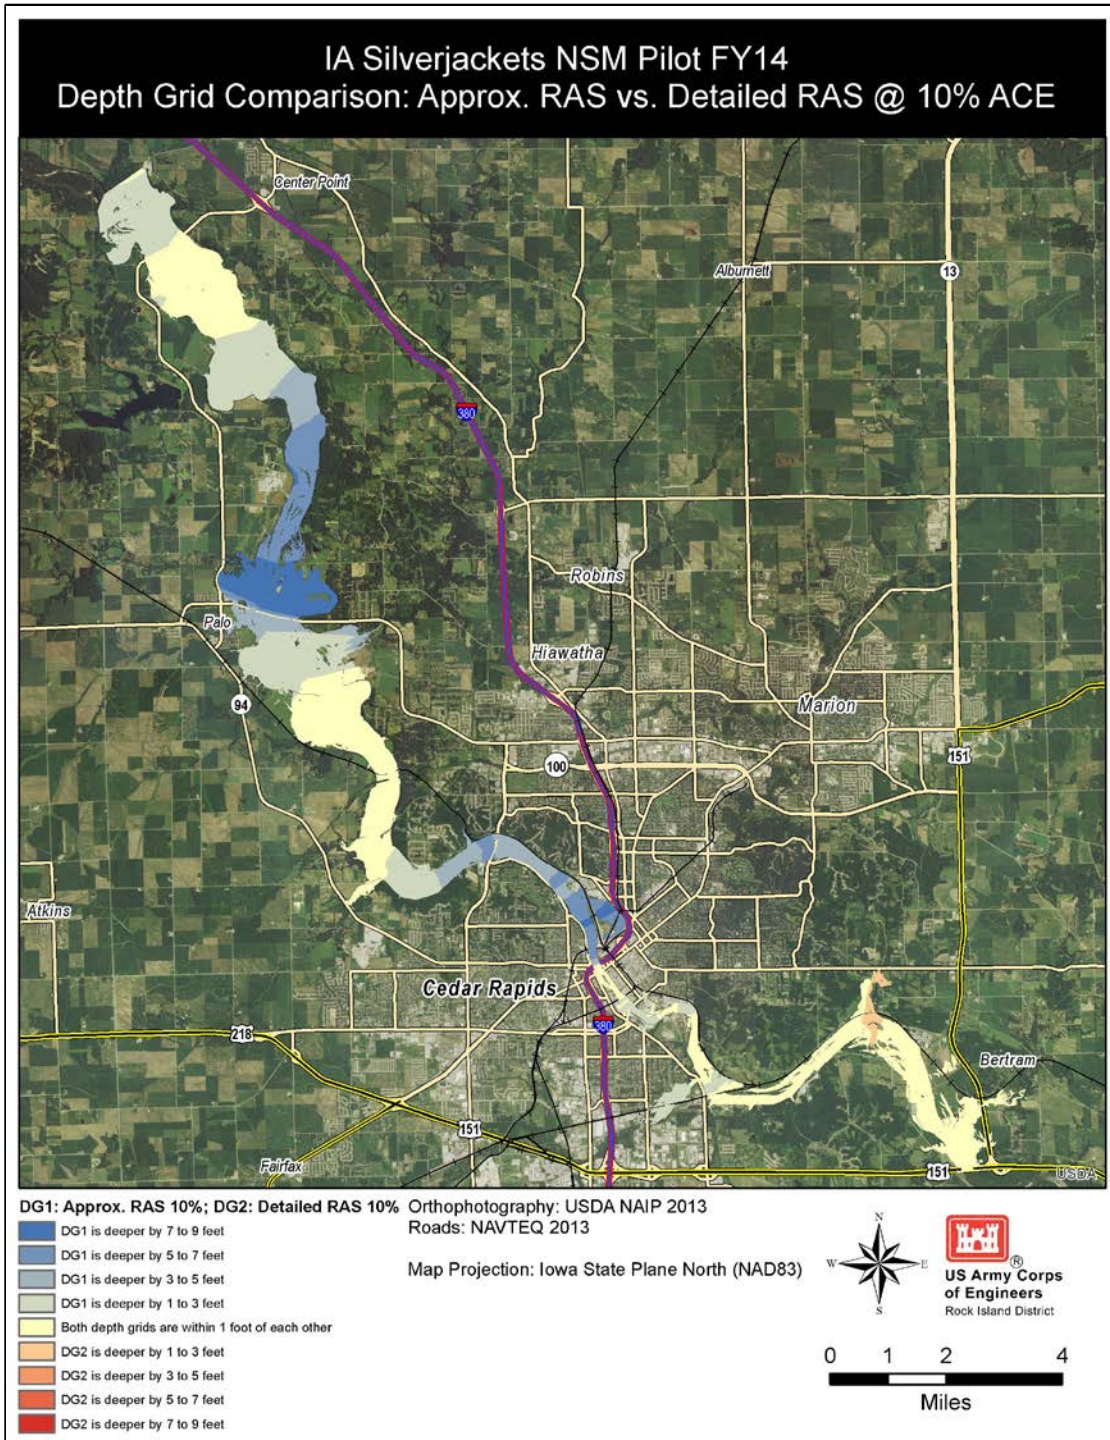 IA Silverjackets NSM Pilot FY14
Depth Grid Comparison: Approx. RAS vs. Detailed RAS @ 10% ACE
Center Point
Alburnett
13
380
Robins
Palo
Hiawatha
94
Marion
100
151
Atkins
Cedar Rapids
380
218
Bertram
151
Fairfax
151
USDA
DG1: Approx. RAS 10%; DG2: Detailed RAS 10%
DG1 is deeper by 7 to 9 feet
DG1 is deeper by 5 to 7 feet
DG1 is deeper by 3 to 5 feet
DG1 is deeper by 1 to 3 feet
Both depth grids are within 1 foot of each other
DG2 is deeper by 1 to 3 feet
DG2 is deeper by 3 to 5 feet
DG2 is deeper by 5 to 7 feet
DG2 is deeper by 7 to 9 feet
Orthophotography: USDA NAIP 2013
Roads: NAVTEQ 2013
Map Projection: Iowa State Plane North (NAD83)
N
W E
S
®
US Army Corps
of Engineers
Rock Island District
0 1 2 4
Miles